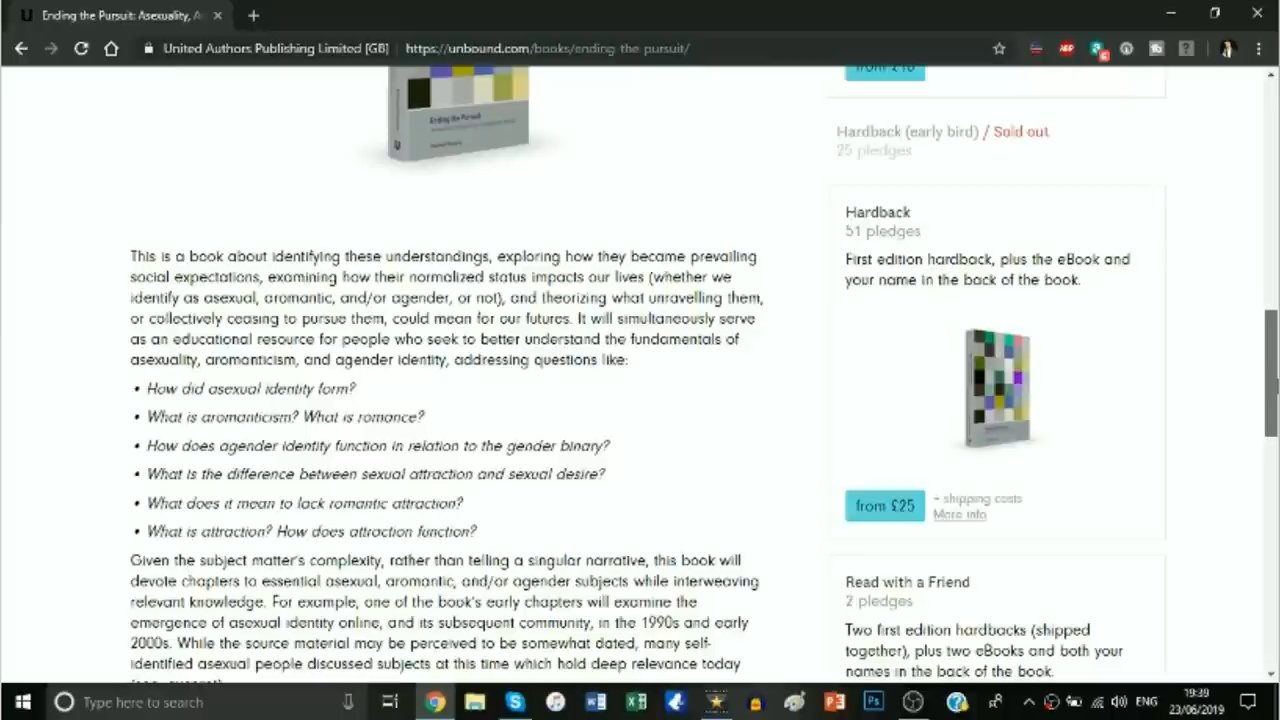 Ending the Pursuit: Asexuality, A
United Authors Publishing Limited [GB]
https://unbound.com/books/ending-the-pursuit/
Ending the Pursuit
This is a book about identifying these understandings, exploring how they became prevailing
social expectations, examining how their normalized status impacts our lives (whether we
identify as asexual, aromantic, and/or agender, or not), and theorizing what unravelling them,
or collectively ceasing to pursue them, could mean for our futures. It will simultaneously serve
as an educational resource for people who seek to better understand the fundamentals of
asexuality, aromanticism, and agender identity, addressing questions like:
• How did asexual identity form?
• What is aromanticism? What is romance?
• How does agender identity function in relation to the gender binary?
• What is the difference between sexual attraction and sexual desire?
• What does it mean to lack romantic attraction?
• What is attraction? How does attraction function?
Given the subject matter's complexity, rather than telling a singular narrative, this book will
devote chapters to essential asexual, aromantic, and/or agender subjects while interweaving
relevant knowledge. For example, one of the book's early chapters will examine the
emergence of asexual identity online, and its subsequent community, in the 1990s and early
2000s. While the source material may be perceived to be somewhat dated, many self-
identified asexual people discussed subjects at this time which hold deep relevance today
Hardback (early bird) / Sold out
25 pledges
Hardback
51 pledges
First edition hardback, plus the eBook and
your name in the back of the book.
from £25
+ shipping costs
More info
Read with a Friend
2 pledges
Two first edition hardbacks (shipped
together), plus two eBooks and both your
names in the back of the book.
Type here to search
ENG
19:39
23/06/2019